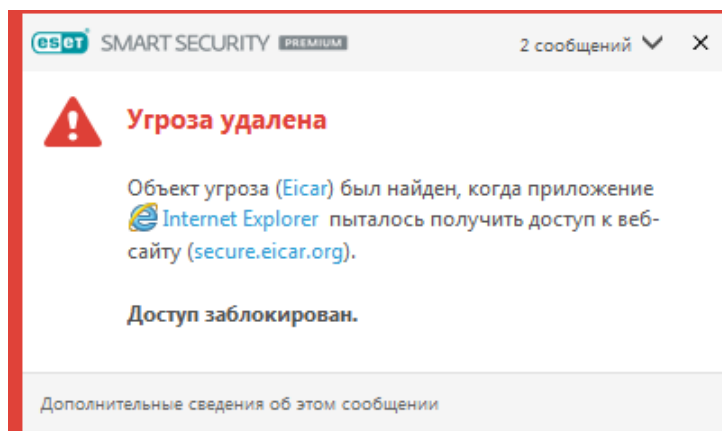 eset SMART SECURITY PREMIUM
2 сообщений
Угроза удалена
Объект угроза (Eicar) был найден, когда приложение
Internet Explorer пыталось получить доступ к веб-
сайту (secure.eicar.org).
Доступ заблокирован.
Дополнительные сведения об этом сообщении